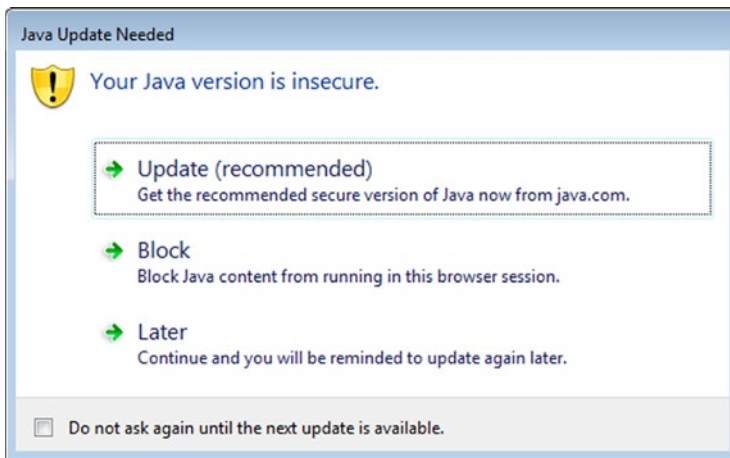 Java Update Needed
Your Java version is insecure.
Update (recommended)
Get the recommended secure version of Java now from java.com.
Block
Block Java content from running in this browser session.
Later
Continue and you will be reminded to update again later.
Do not ask again until the next update is available.